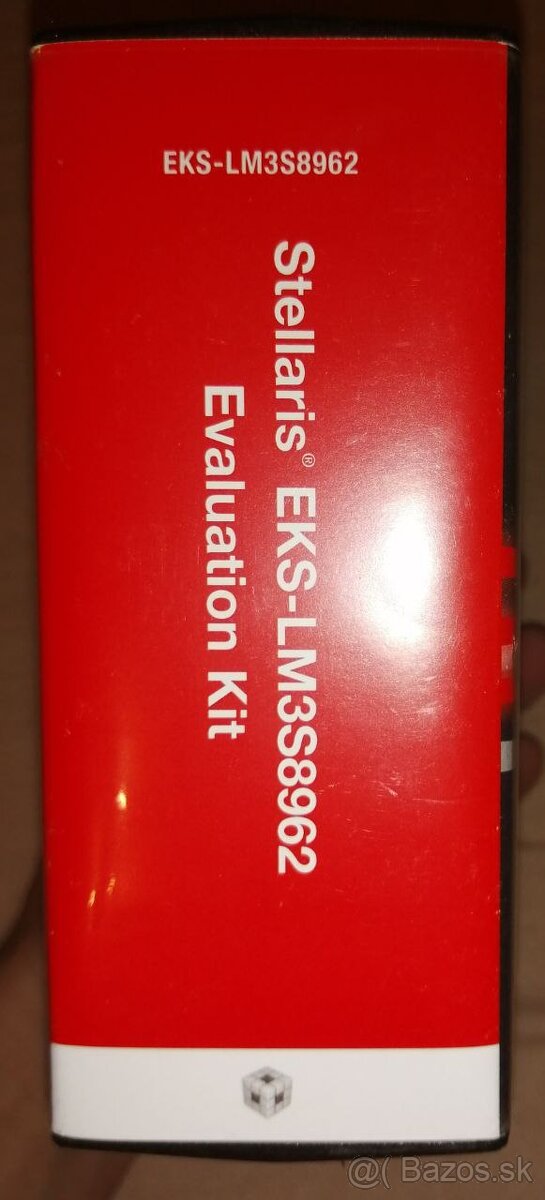 EKS-LM3S8962
Stellaris® EKS-LM3S8962
Evaluation Kit
@( Bazos.sk